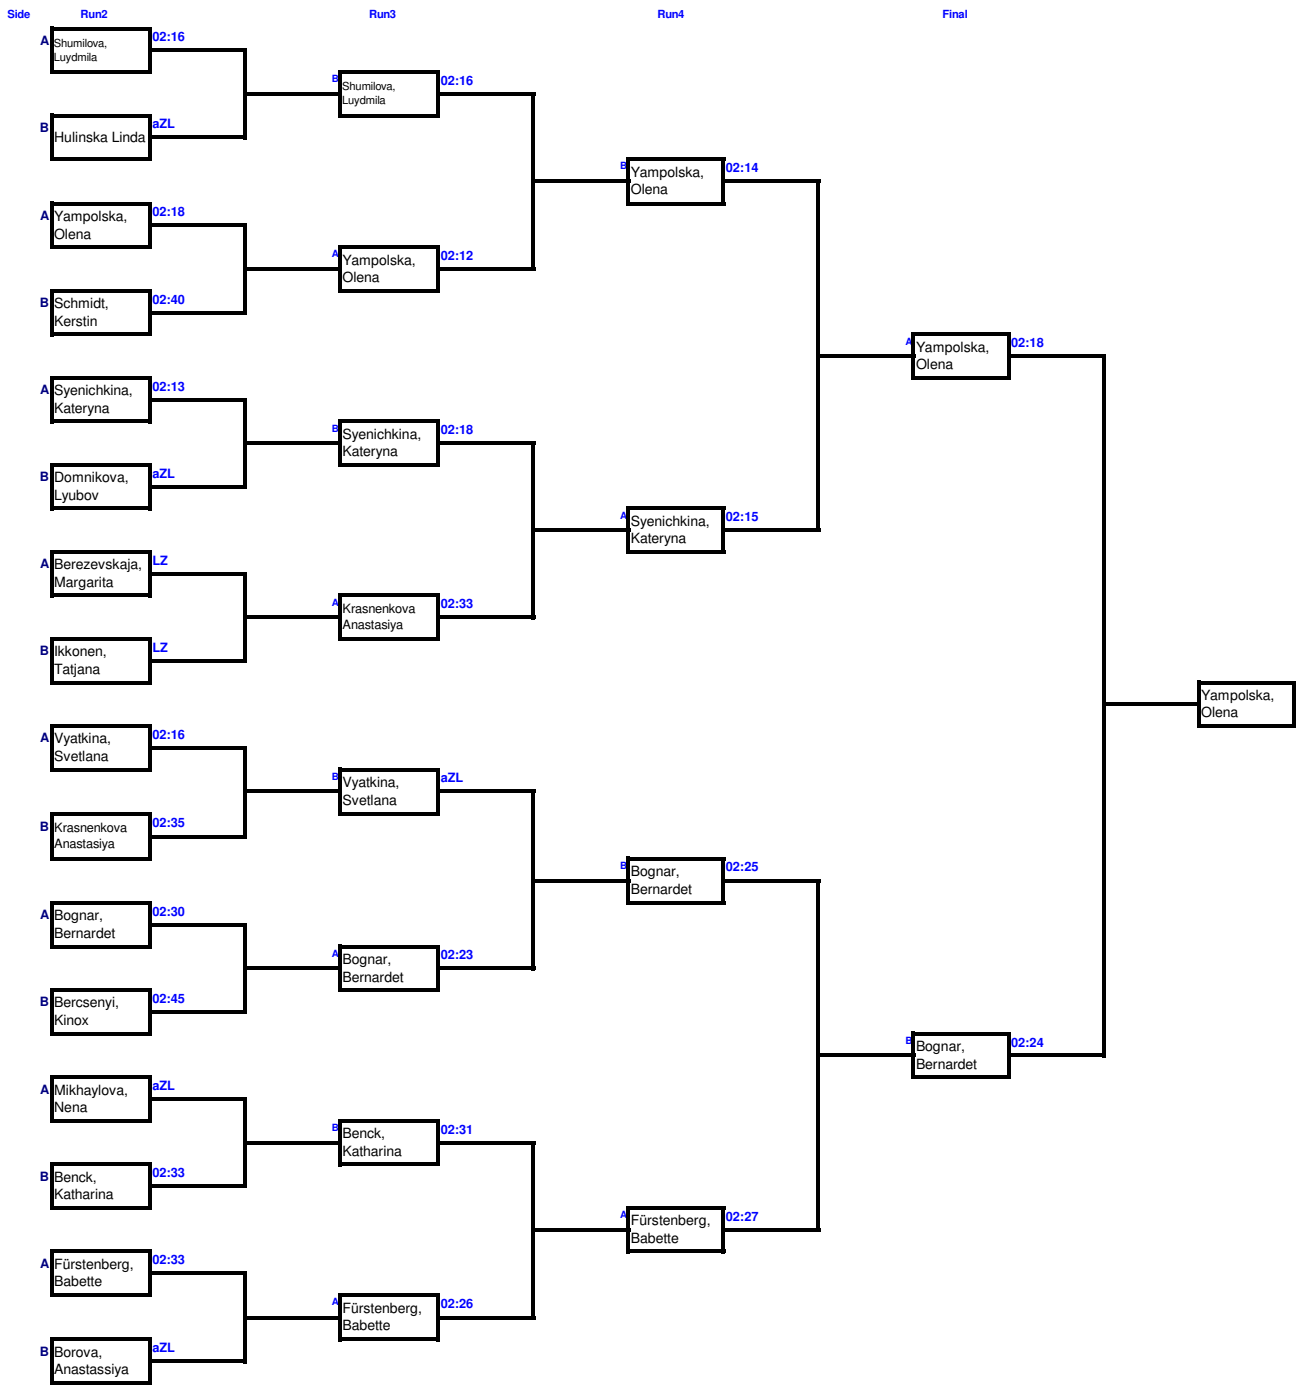 Side Run2 Run3 Run4 Final
A Shumilova, 02:16
Luydmila
B Shumilova, 02:16
Luydmila
B Hulinska Linda aZL
B Yampolska, 02:14
Olena
A Yampolska, 02:18
Olena
A Yampolska, 02:12
Olena
B Schmidt, 02:40
Kerstin
A Yampolska, 02:18
Olena
A Syenichkina, 02:13
Kateryna
B Syenichkina, 02:18
Kateryna
B Domnikova, aZL
Lyubov
A Syenichkina, 02:15
Kateryna
A Berezevskaja, LZ
Margarita
A Krasnenkova 02:33
Anastasiya
B Ikkonen, LZ
Tatjana
Yampolska,
Olena
A Vyatkina, 02:16
Svetlana
B Vyatkina, aZL
Svetlana
B Krasnenkova 02:35
Anastasiya
B Bognar, 02:25
Bernardet
A Bognar, 02:30
Bernardet
A Bognar, 02:23
Bernardet
B Bercsenyi, 02:45
Kinox
B Bognar, 02:24
Bernardet
A Mikhaylova, aZL
Nena
B Benck, 02:31
Katharina
B Benck, 02:33
Katharina
A Fürstenberg, 02:27
Babette
A Fürstenberg, 02:33
Babette
A Fürstenberg, 02:26
Babette
B Borova, aZL
Anastassiya